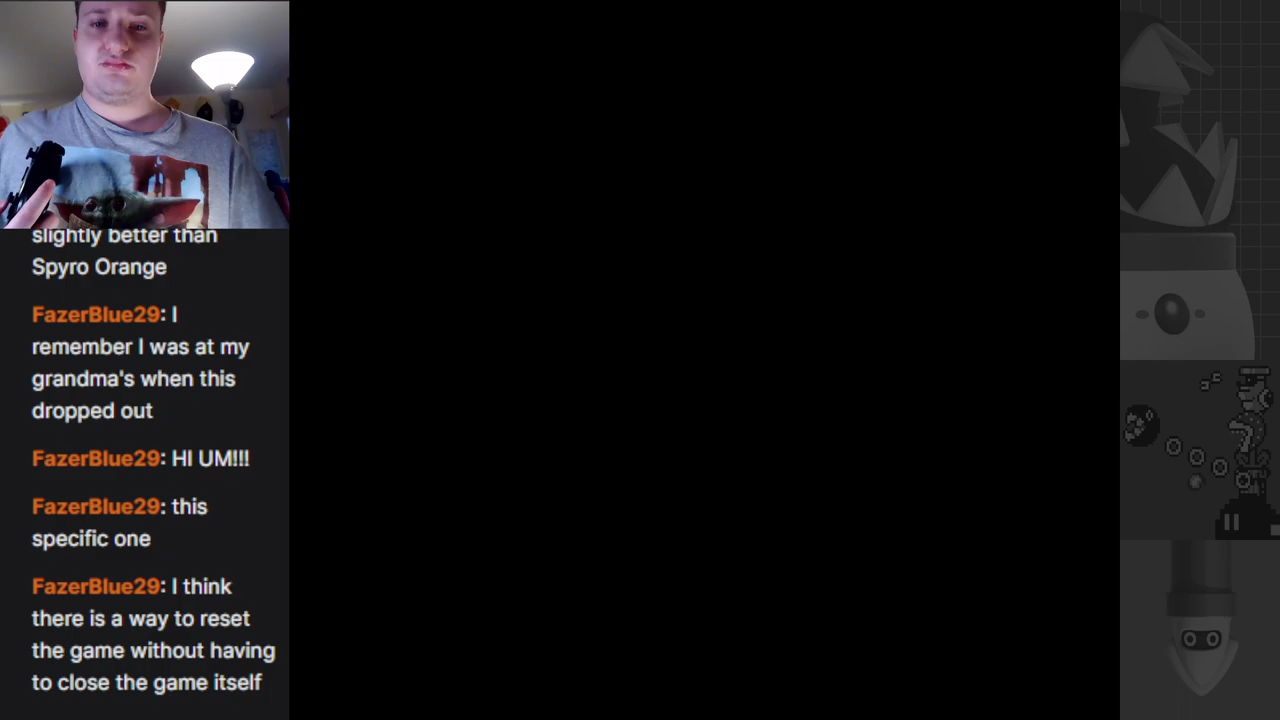 slightly better than
Spyro Orange
FazerBlue29: I
remember I was at my
grandma's when this
dropped out
FazerBlue29: HI UM!!!
FazerBlue29: this
specific one
FazerBlue29: I think
there is a way to reset
the game without having
to close the game itself